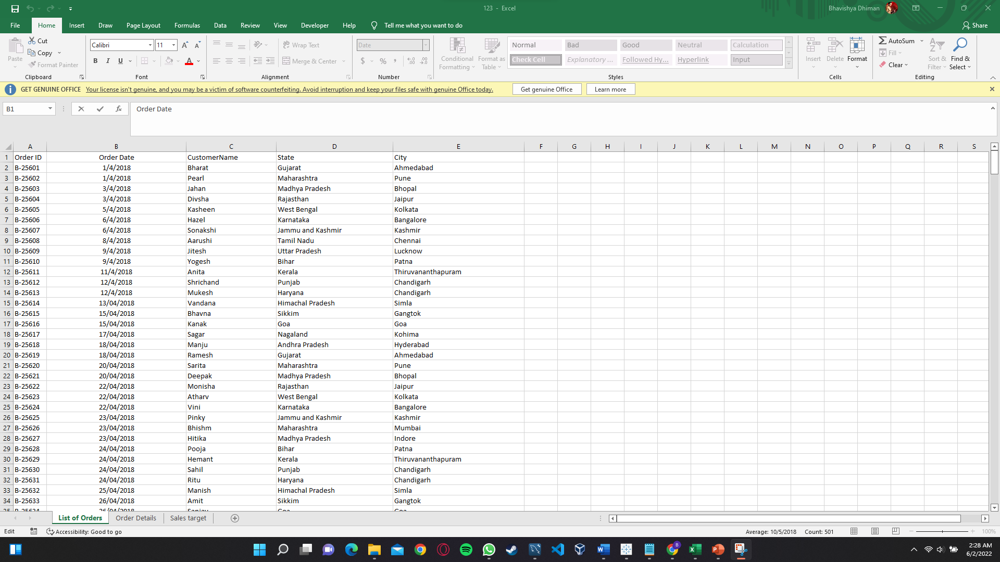 123 - Excel
Bhavishya Dhiman
File Home Insert Draw Page Layout Formulas Data Review View Developer Help Tell me what you want to do Share
Paste Cut Copy Format Painter Clipboard
Calibri 11 B I U A Font
Wrap Text Merge & Center Alignment
Date $ % Number
Conditional Formatting Format as Table
Normal Bad Good Neutral Calculation
Check Cell Explanatory ... Followed Hy... Hyperlink Input
Styles
Insert Delete Format Cells
AutoSum Fill Clear Sort & Filter Find & Select Editing
GET GENUINE OFFICE Your license isn't genuine, and you may be a victim of software counterfeiting. Avoid interruption and keep your files safe with genuine Office today. Get genuine Office Learn more
B1 fx Order Date
A B C D E F G H I J K L M N O P Q R S
1 Order ID Order Date CustomerName State City
2 B-25601 1/4/2018 Bharat Gujarat Ahmedabad
3 B-25602 1/4/2018 Pearl Maharashtra Pune
4 B-25603 3/4/2018 Jahan Madhya Pradesh Bhopal
5 B-25604 3/4/2018 Divsha Rajasthan Jaipur
6 B-25605 5/4/2018 Kasheen West Bengal Kolkata
7 B-25606 6/4/2018 Hazel Karnataka Bangalore
8 B-25607 6/4/2018 Sonakshi Jammu and Kashmir Kashmir
9 B-25608 8/4/2018 Aarushi Tamil Nadu Chennai
10 B-25609 9/4/2018 Jitesh Uttar Pradesh Lucknow
11 B-25610 9/4/2018 Yogesh Bihar Patna
12 B-25611 11/4/2018 Anita Kerala Thiruvananthapuram
13 B-25612 12/4/2018 Shrichand Punjab Chandigarh
14 B-25613 12/4/2018 Mukesh Haryana Chandigarh
15 B-25614 13/04/2018 Vandana Himachal Pradesh Simla
16 B-25615 15/04/2018 Bhavna Sikkim Gangtok
17 B-25616 15/04/2018 Kanak Goa Goa
18 B-25617 17/04/2018 Sagar Nagaland Kohima
19 B-25618 18/04/2018 Manju Andhra Pradesh Hyderabad
20 B-25619 18/04/2018 Ramesh Gujarat Ahmedabad
21 B-25620 20/04/2018 Sarita Maharashtra Pune
22 B-25621 20/04/2018 Deepak Madhya Pradesh Bhopal
23 B-25622 22/04/2018 Monisha Rajasthan Jaipur
24 B-25623 22/04/2018 Atharv West Bengal Kolkata
25 B-25624 22/04/2018 Vini Karnataka Bangalore
26 B-25625 23/04/2018 Pinky Jammu and Kashmir Kashmir
27 B-25626 23/04/2018 Bhishm Maharashtra Mumbai
28 B-25627 23/04/2018 Hitika Madhya Pradesh Indore
29 B-25628 24/04/2018 Pooja Bihar Patna
30 B-25629 24/04/2018 Hemant Kerala Thiruvananthapuram
31 B-25630 24/04/2018 Sahil Punjab Chandigarh
32 B-25631 24/04/2018 Ritu Haryana Chandigarh
33 B-25632 25/04/2018 Manish Himachal Pradesh Simla
34 B-25633 26/04/2018 Amit Sikkim Gangtok
List of Orders Order Details Sales target
Edit Accessibility: Good to go Average: 10/5/2018 Count: 501 100%
2:28 AM
6/2/2022